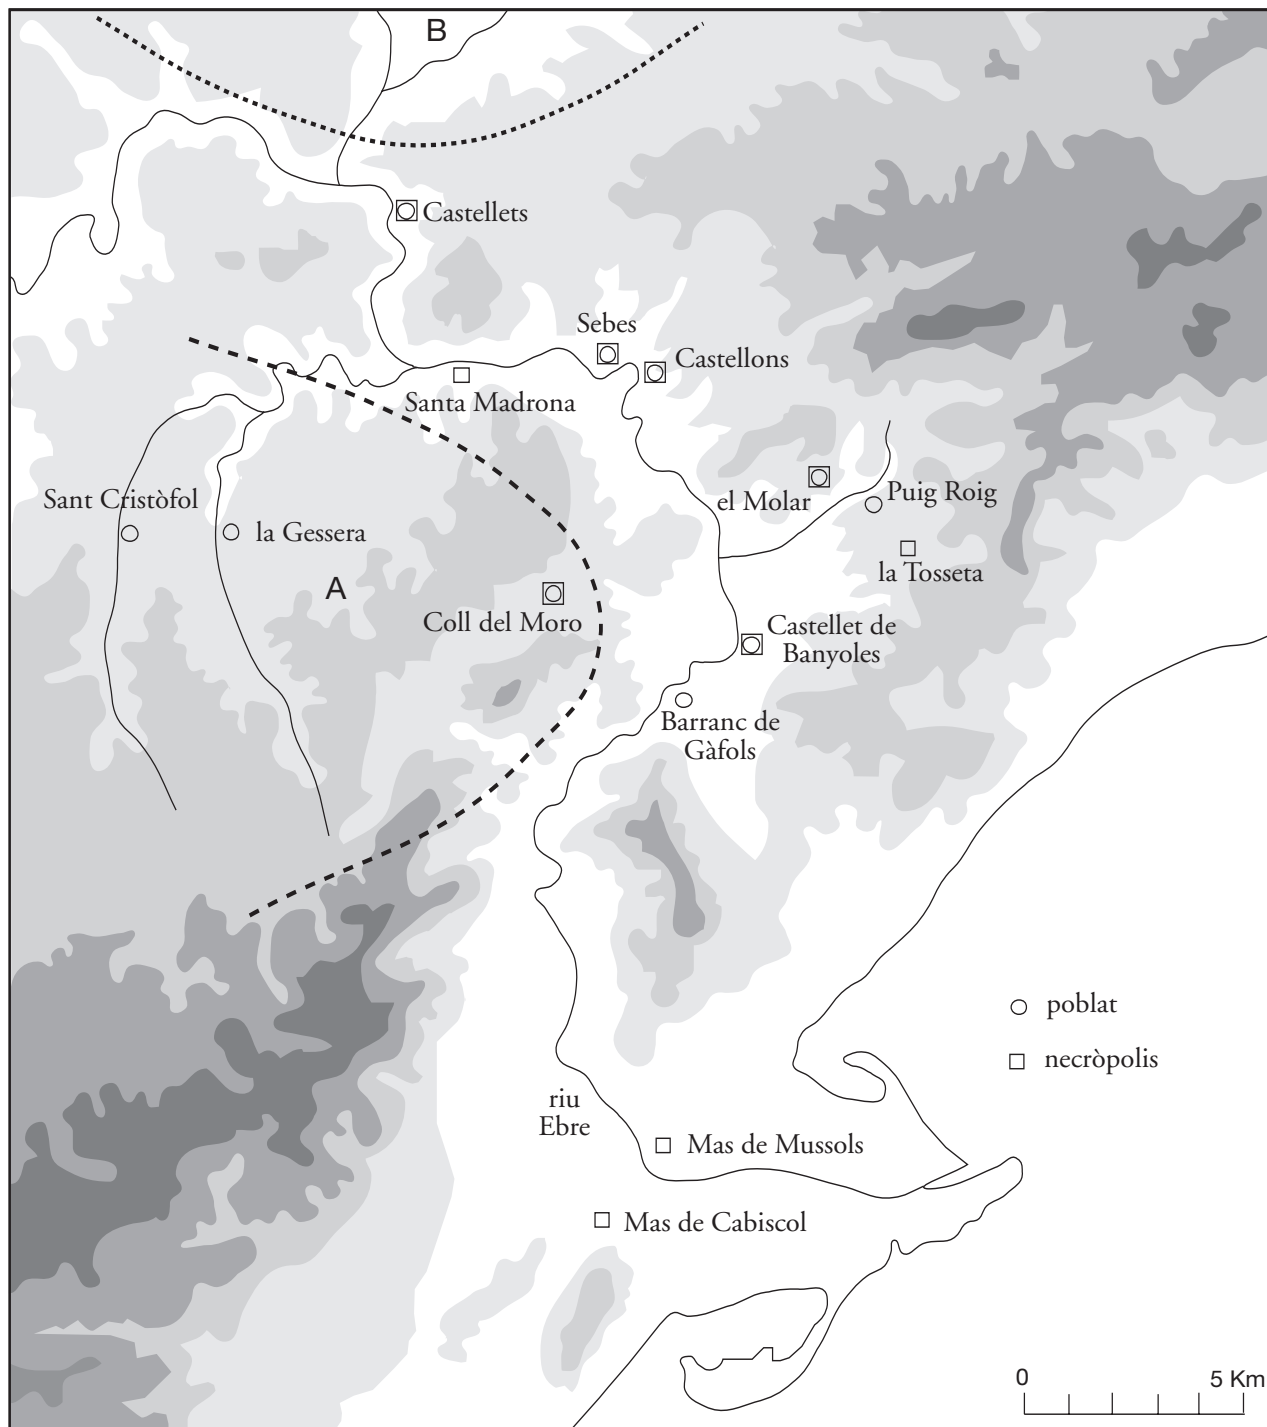 B
Castellets
Sebes
Castellons
Santa Madrona
Sant Cristòfol
la Gessera
el Molar
Puig Roig
la Tosseta
A
Coll del Moro
Castellet de
Banyoles
Barranc de
Gàfols
poblat
necròpolis
riu
Ebre
Mas de Mussols
Mas de Cabiscol
0 5 Km